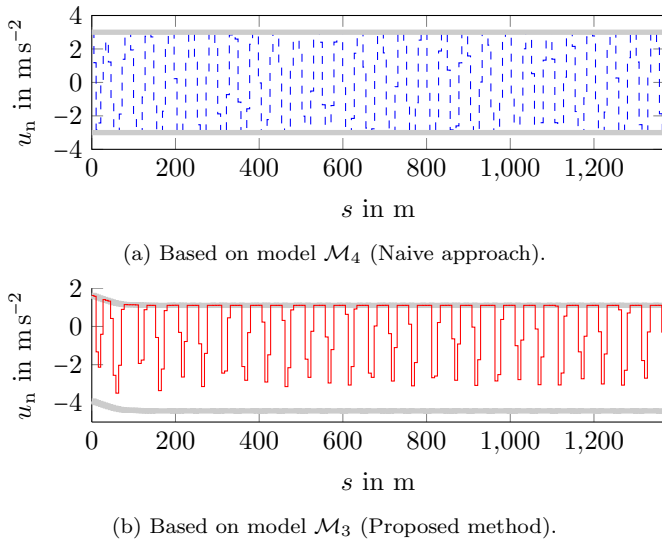 4
2
0
−2
−4
u_n in m s^−2
0 200 400 600 800 1,000 1,200
s in m
(a) Based on model ℳ_4 (Naive approach).
2
0
−2
−4
u_n in m s^−2
0 200 400 600 800 1,000 1,200
s in m
(b) Based on model ℳ_3 (Proposed method).